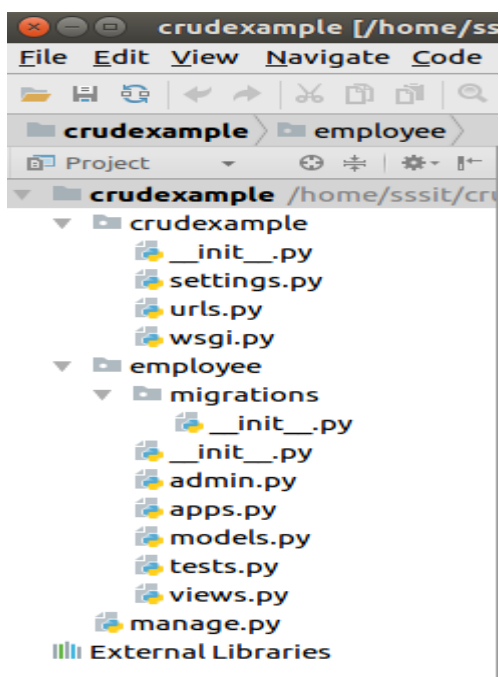 crudexample [/home/ss
File Edit View Navigate Code
crudexample employee
Project
crudexample /home/sssit/cru
crudexample
__init__.py
settings.py
urls.py
wsgi.py
employee
migrations
__init__.py
__init__.py
admin.py
apps.py
models.py
tests.py
views.py
manage.py
External Libraries